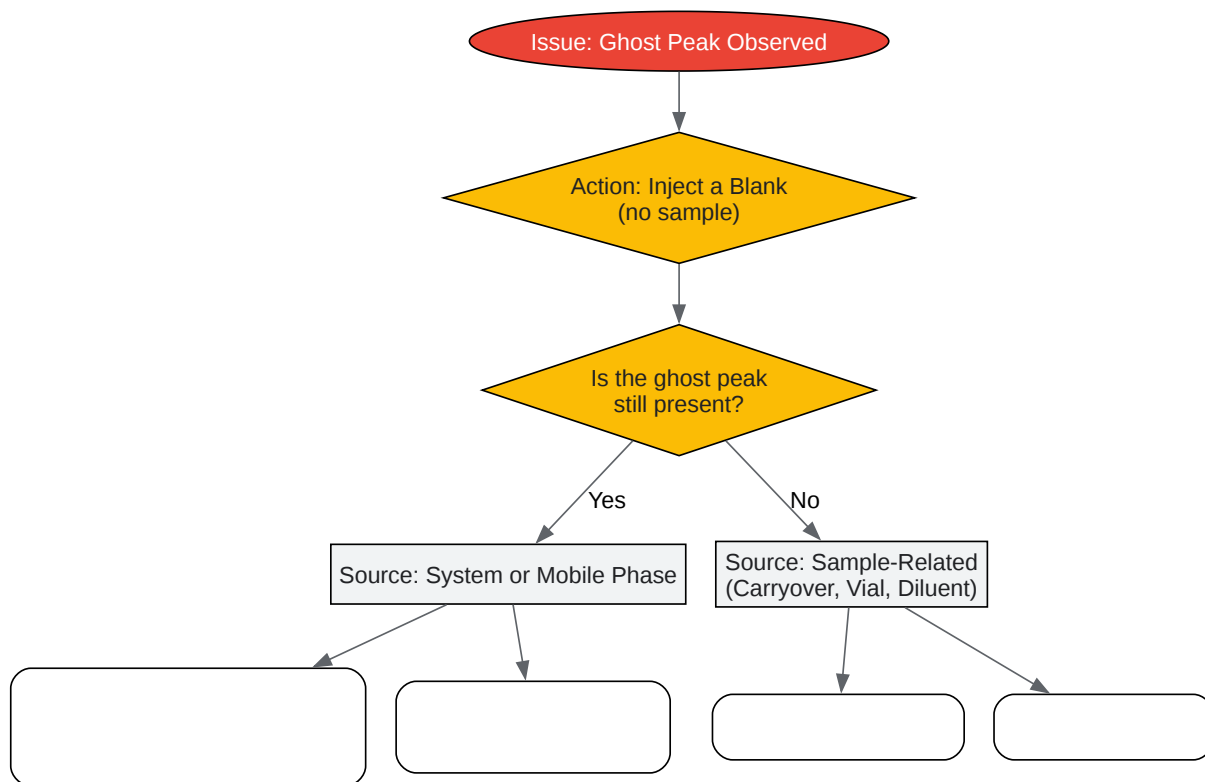 Issue: Ghost Peak Observed
Action: Inject a Blank
(no sample)
Is the ghost peak
still present?
Yes
No
Source: System or Mobile Phase
Source: Sample-Related
(Carryover, Vial, Diluent)